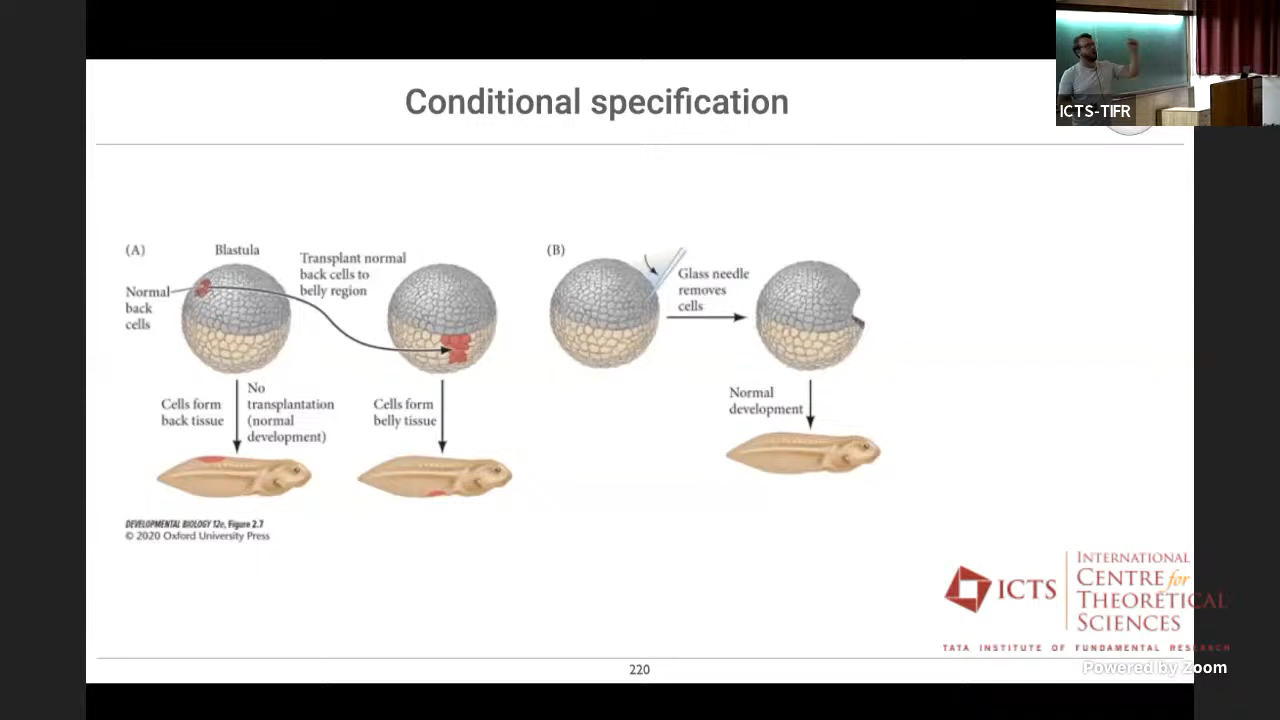 Conditional specification
ICTS-TIFR
(A)
Blastula
Transplant normal
back cells to
belly region
Normal
back
cells
Cells form
back tissue
No
transplantation
(normal
development)
Cells form
belly tissue
(B)
Glass needle
removes
cells
Normal
development
DEVELOPMENTAL BIOLOGY 12e, Figure 2.7
© 2020 Oxford University Press
ICTS
INTERNATIONAL
CENTRE for
THEORETICAL
SCIENCES
TATA INSTITUTE OF FUNDAMENTAL RESEARCH
220
Powered by Zoom